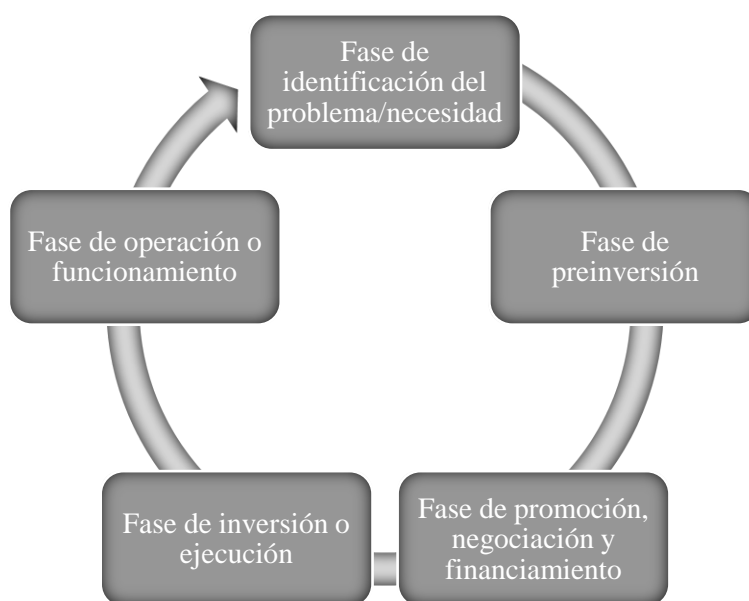 Fase de
identificación del
problema/necesidad
Fase de
preinversión
Fase de promoción,
negociación y
financiamiento
Fase de inversión o
ejecución
Fase de operación o
funcionamiento